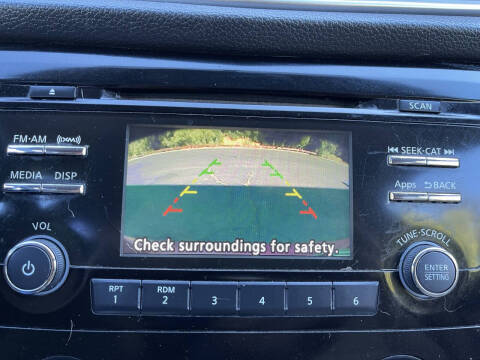 SCAN
FM·AM (XM)
SEEK·CAT
MEDIA DISP
Apps BACK
VOL
TUNE·SCROLL
ENTER
SETTING
Check surroundings for safety.
RPT
1
RDM
2
3
4
5
6